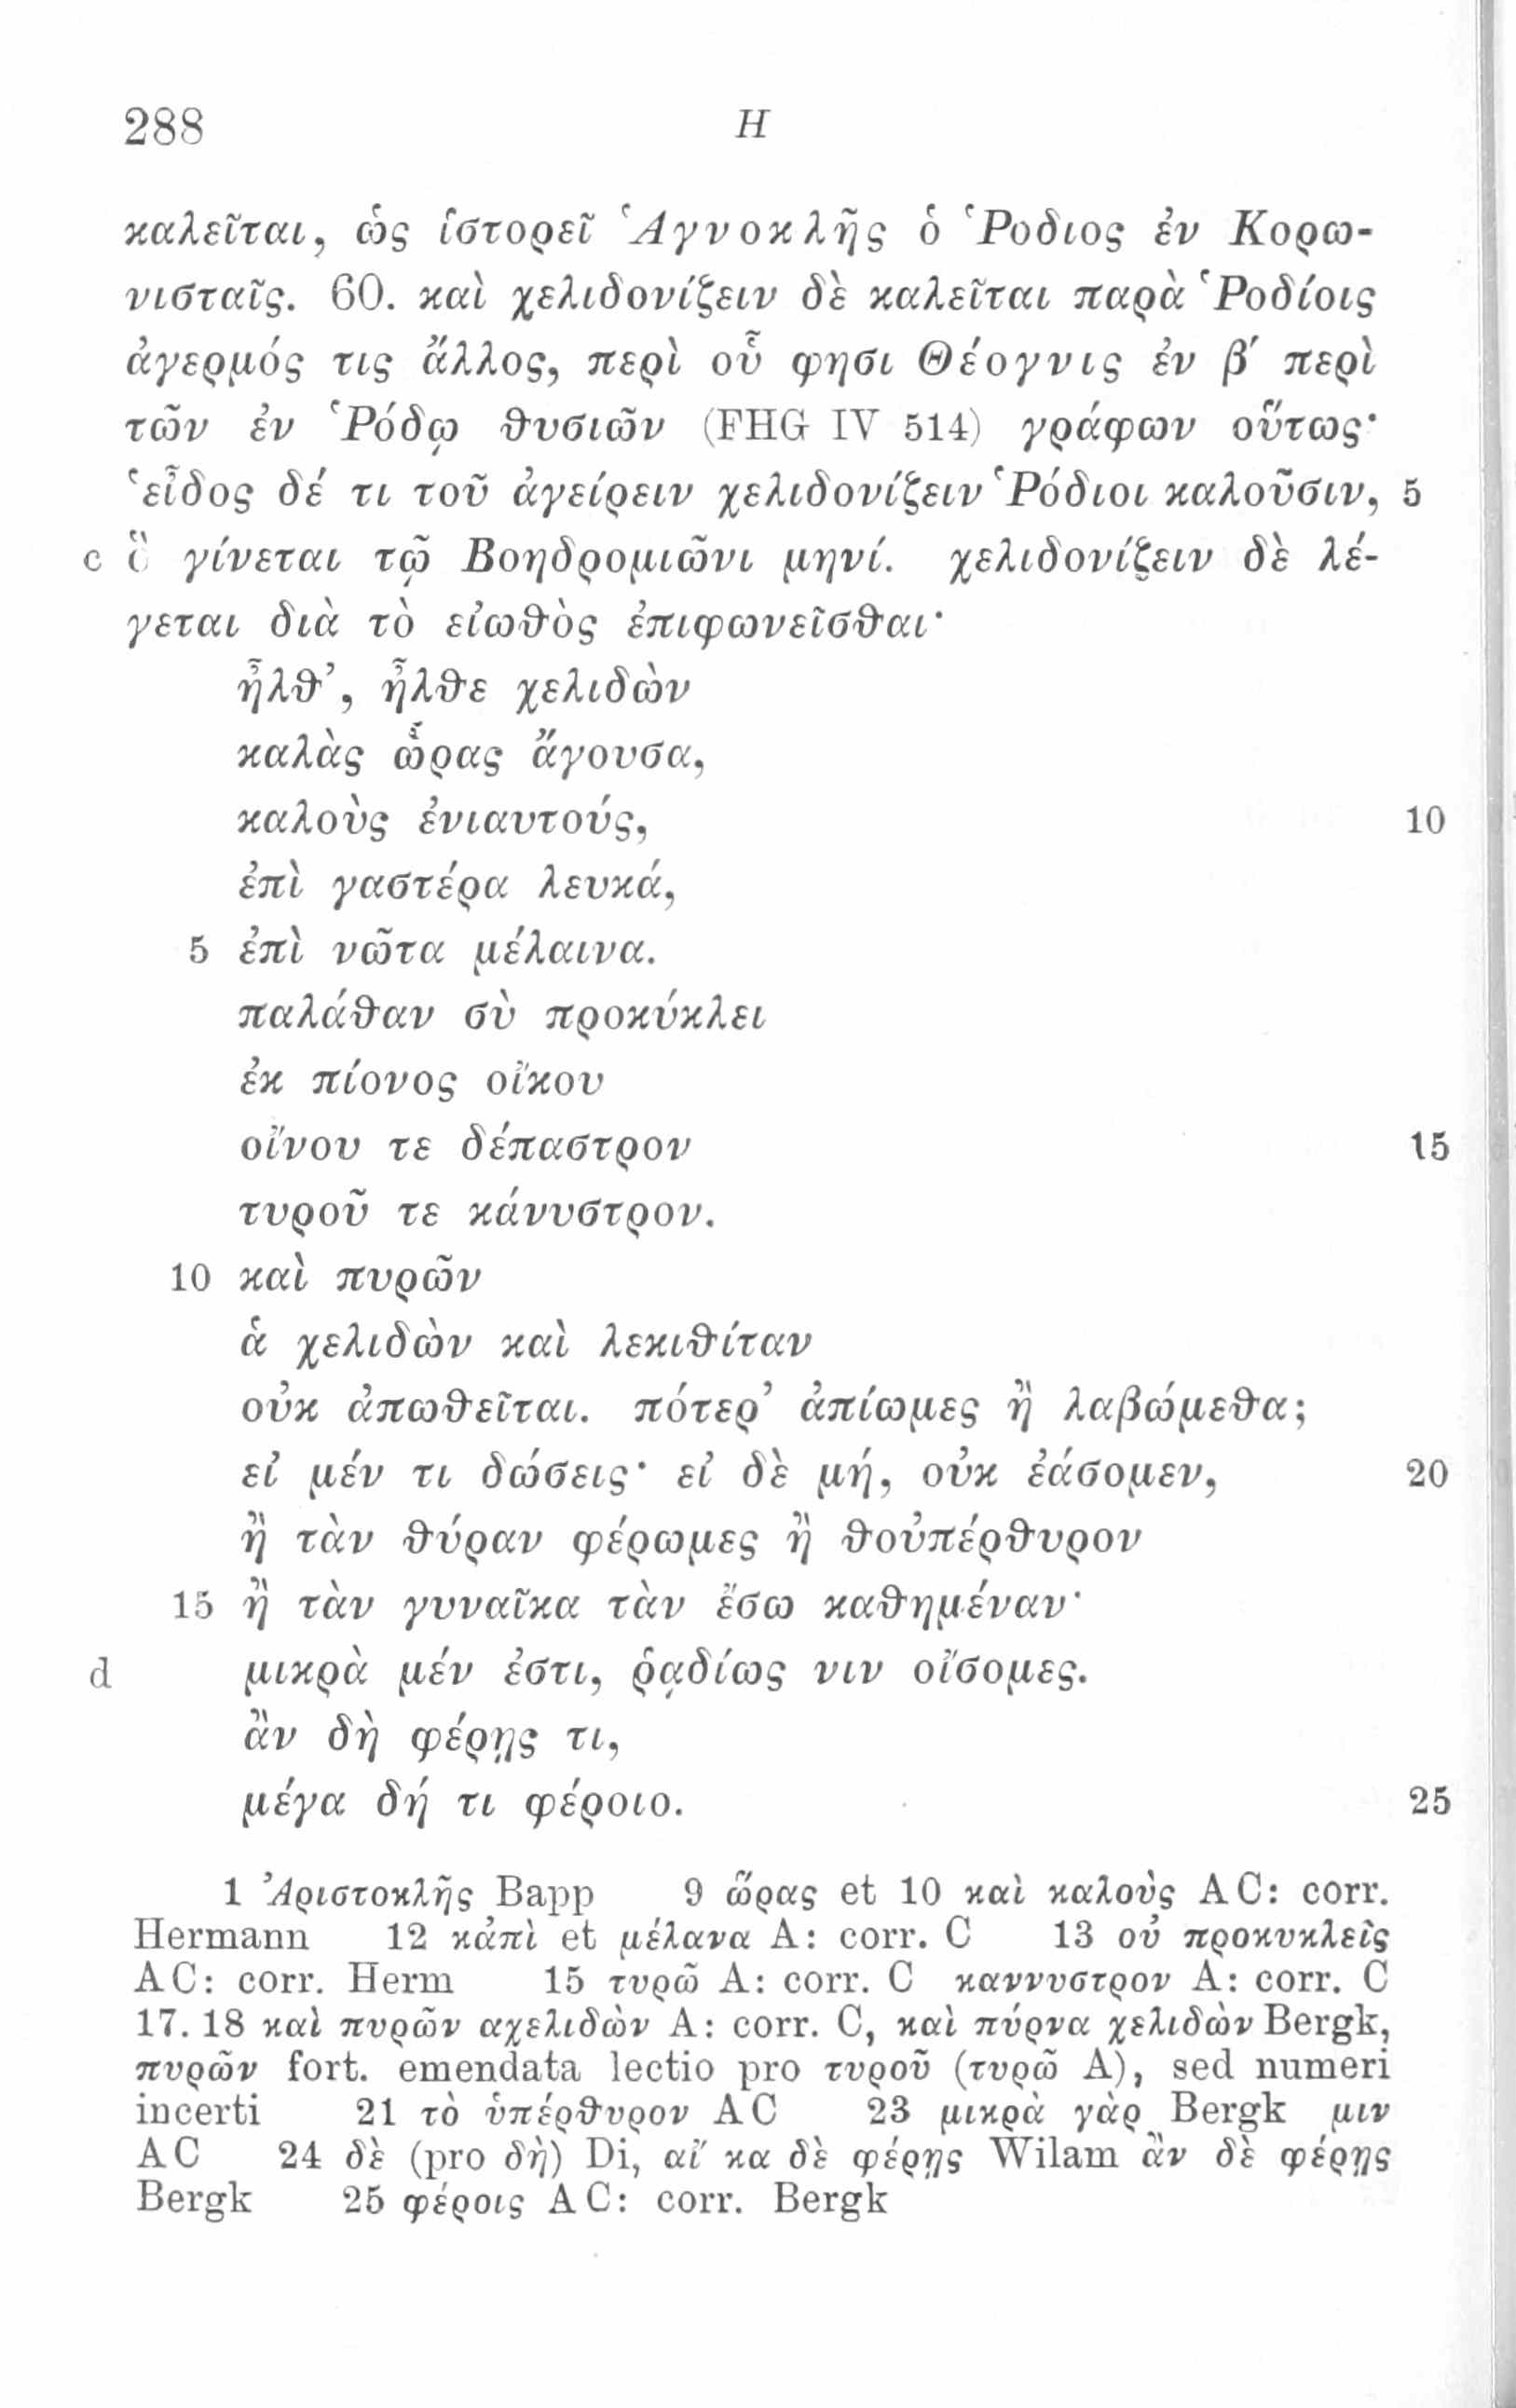 288 H
καλεῖται, ὡς ἱστορεῖ Ἁγνοκλῆς ὁ Ῥοδιος ἐν Κορω-
νισταῖς. 60. καὶ χελιδονίζειν δὲ καλεῖται παρὰ Ῥοδίοις
ἀγερμός τις ἄλλος, περὶ οὗ φησι Θέογνις ἐν β′ περὶ
τῶν ἐν Ῥόδῳ θυσιῶν (FHG IV 514) γράφων οὕτως·
‘εἶδος δέ τι τοῦ ἀγείρειν χελιδονίζειν Ῥόδιοι καλοῦσιν, 5
c ὃ γίνεται τῷ Βοηδρομιῶνι μηνί. χελιδονίζειν δὲ λέ-
γεται διὰ τὸ εἰωθὸς ἐπιφωνεῖσθαι·
ἦλθ’, ἦλθε χελιδὼν
καλὰς ὧρας ἄγουσα,
καλοὺς ἐνιαυτούς, 10
ἐπὶ γαστέρα λευκά,
5 ἐπὶ νῶτα μέλαινα.
παλάθαν σὺ προκύκλει
ἐκ πίονος οἴκου
οἴνου τε δέπαστρον 15
τυροῦ τε κάνυστρον.
10 καὶ πυρῶν
ἁ χελιδὼν καὶ λεκιθίταν
οὐκ ἀπωθεῖται. πότερ’ ἀπίωμες ἢ λαβώμεθα;
εἰ μέν τι δώσεις· εἰ δὲ μή, οὐκ ἐάσομεν, 20
ἢ τὰν θύραν φέρωμες ἢ θοὐπέρθυρον
15 ἢ τὰν γυναῖκα τὰν ἔσω καθημέναν·
d μικρὰ μέν ἐστι, ῥᾳδίως νιν οἴσομες.
ἂν δὴ φέρῃς τι,
μέγα δή τι φέροιο. 25
1 Ἀριστοκλῆς Bapp 9 ὥρας et 10 καὶ καλοὺς AC: corr.
Hermann 12 κἀπὶ et μέλανα A: corr. C 13 οὐ προκυκλεῖς
AC: corr. Herm 15 τυρῶ A: corr. C καννυστρον A: corr. C
17. 18 καὶ πυρῶν αχελιδὼν A: corr. C, καὶ πύρνα χελιδὼν Bergk,
πυρῶν fort. emendata lectio pro τυροῦ (τυρῶ A), sed numeri
incerti 21 τὸ ὑπέρθυρον AC 23 μικρὰ γὰρ Bergk μιν
AC 24 δὲ (pro δὴ) Di, αἴ κα δὲ φέρῃς Wilam ἂν δὲ φέρῃς
Bergk 25 φέροις AC: corr. Bergk